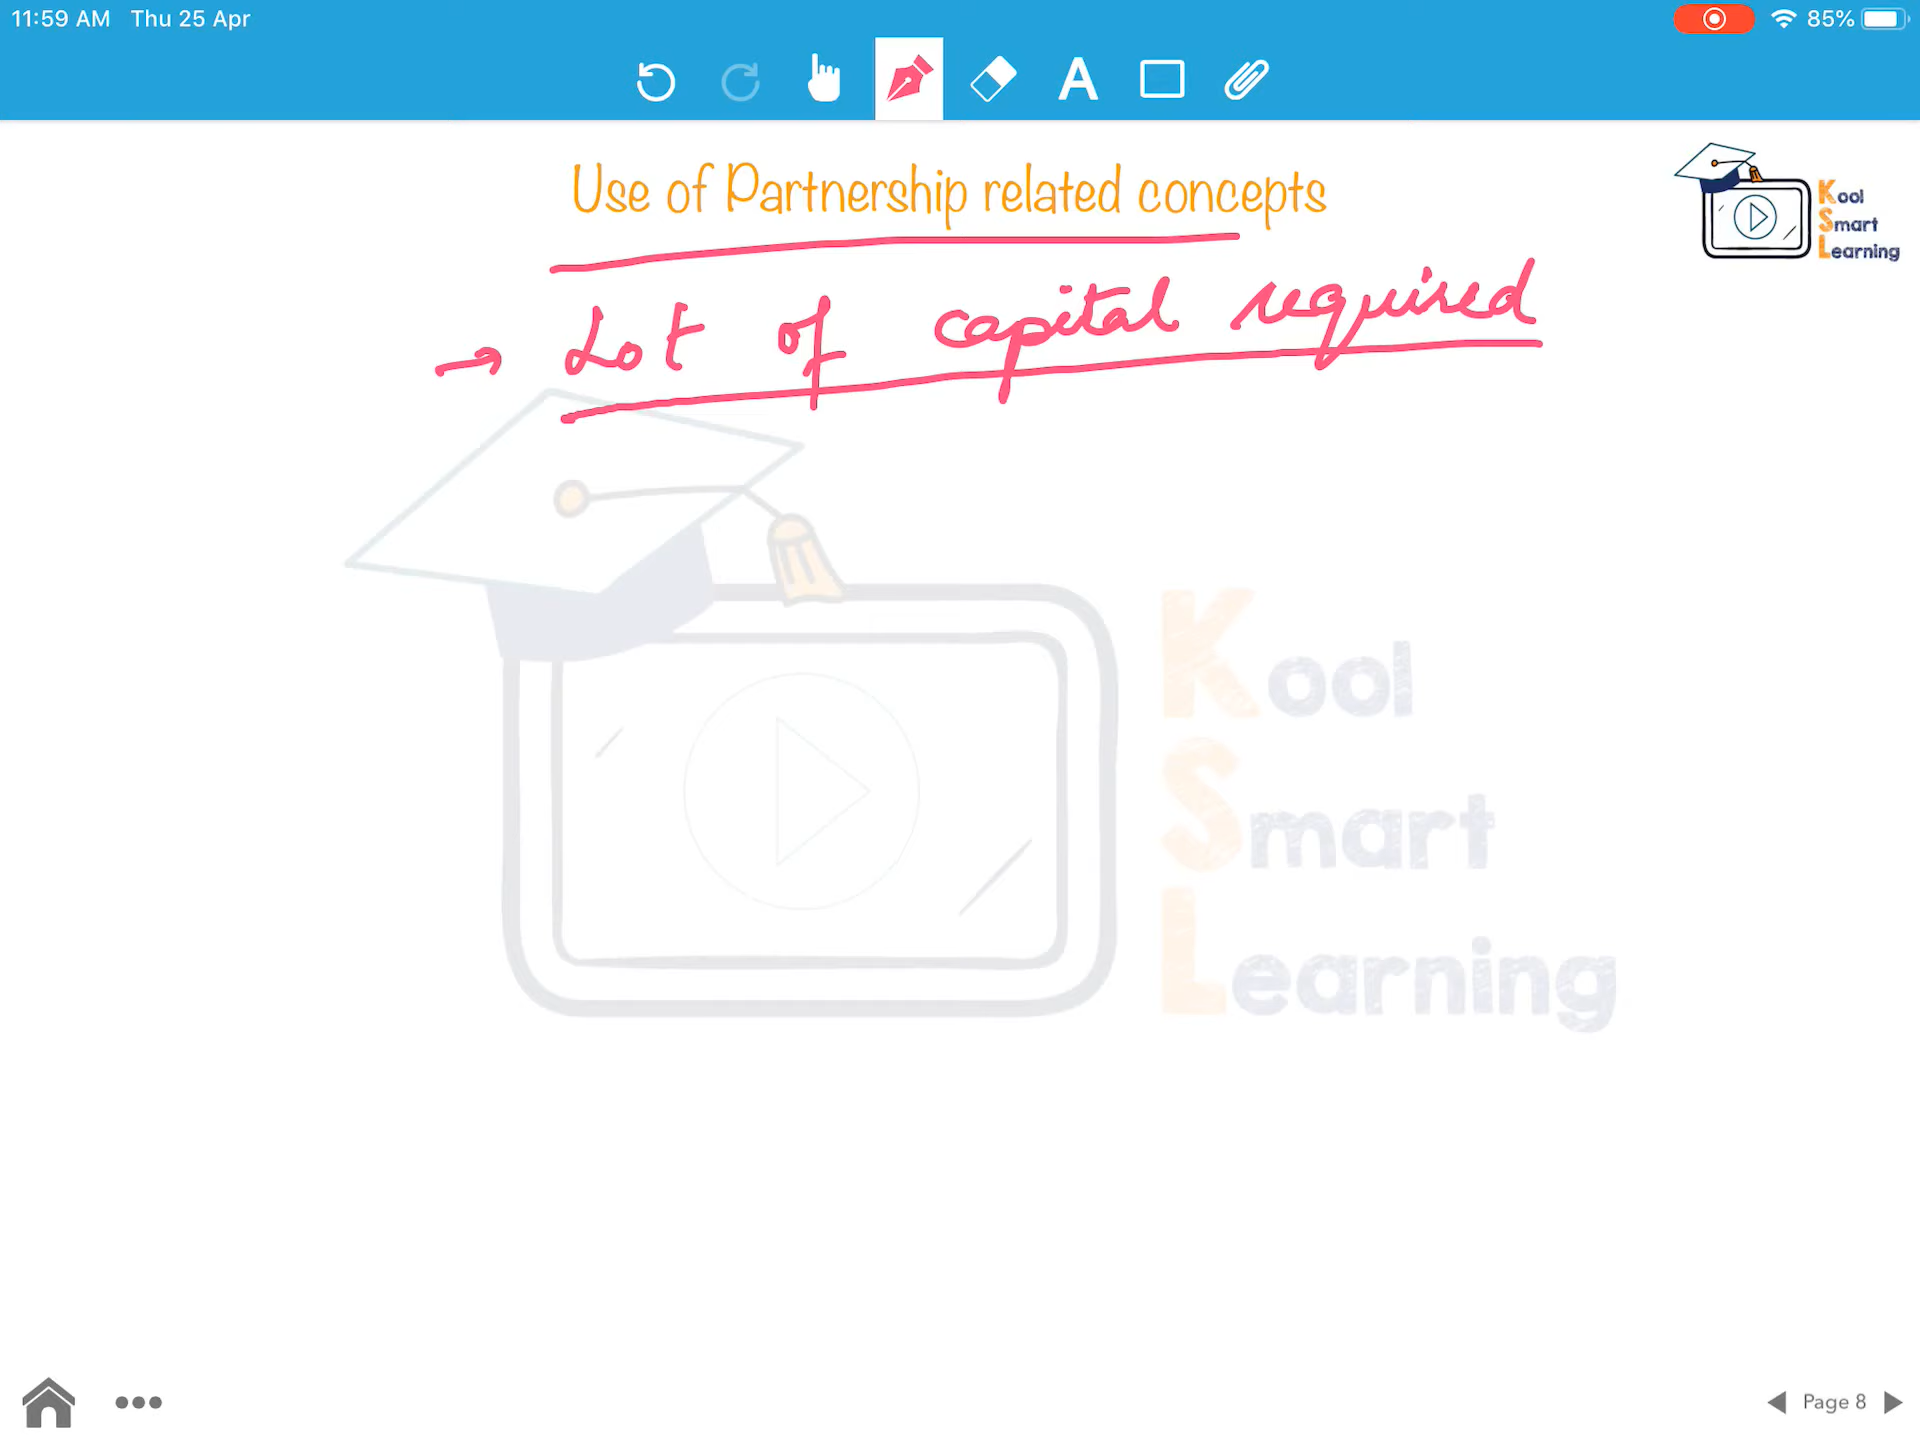 11:59 AM Thu 25 Apr
85%
A
Use of Partnership related concepts
Kool
Smart
Learning
→ Lot of capital required
Kool
Smart
Learning
Page 8